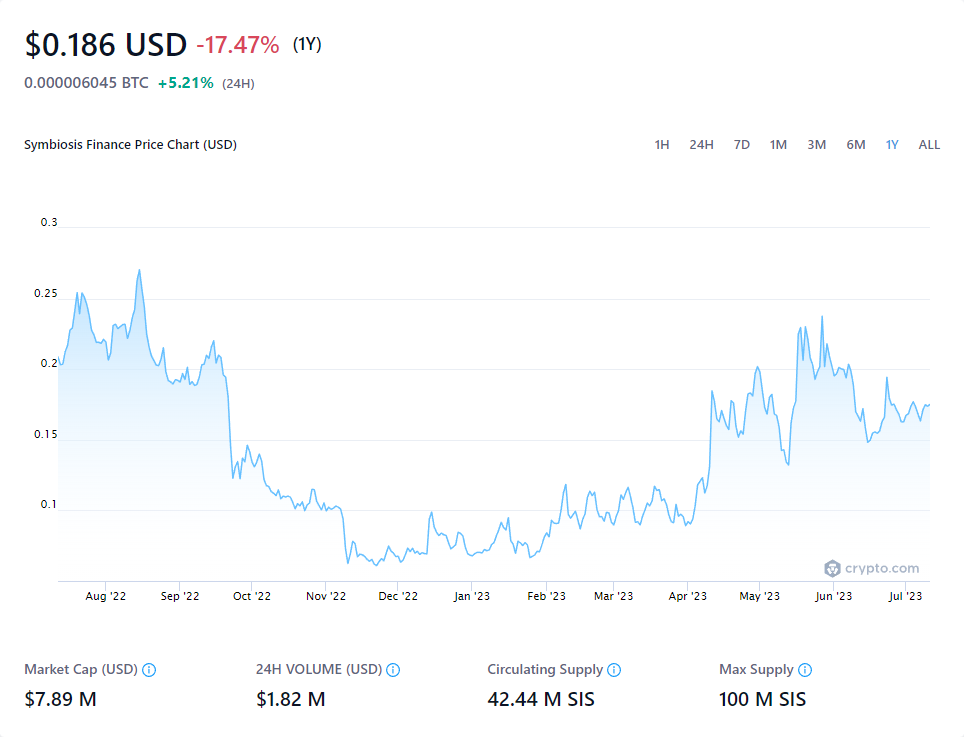 $0.186 USD -17.47% (1Y)
0.000006045 BTC +5.21% (24H)
Symbiosis Finance Price Chart (USD)
1H 24H 7D 1M 3M 6M 1Y ALL
0.3
0.25
0.2
0.15
0.1
crypto.com
Aug '22 Sep '22 Oct '22 Nov '22 Dec '22 Jan '23 Feb '23 Mar '23 Apr '23 May '23 Jun '23 Jul '23
Market Cap (USD) 24H VOLUME (USD) Circulating Supply Max Supply
$7.89 M $1.82 M 42.44 M SIS 100 M SIS